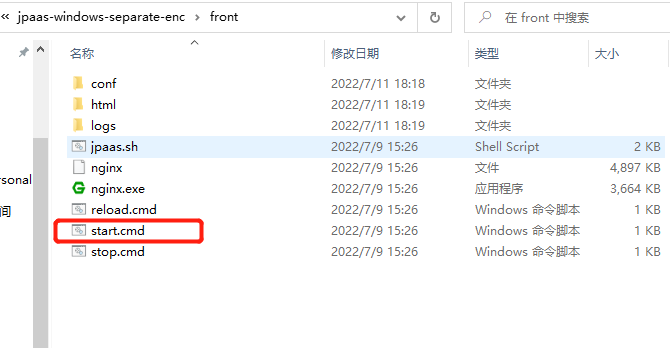 « jpaas-windows-separate-enc > front
在 front 中搜索
名称 修改日期 类型 大小
conf 2022/7/11 18:18 文件夹
html 2022/7/11 18:19 文件夹
logs 2022/7/11 18:19 文件夹
jpaas.sh 2022/7/9 15:26 Shell Script 2 KB
nginx 2022/7/9 15:26 文件 4,897 KB
nginx.exe 2022/7/9 15:26 应用程序 3,664 KB
reload.cmd 2022/7/9 15:26 Windows 命令脚本 1 KB
start.cmd 2022/7/9 15:26 Windows 命令脚本 1 KB
stop.cmd 2022/7/9 15:26 Windows 命令脚本 1 KB
rsonal
间